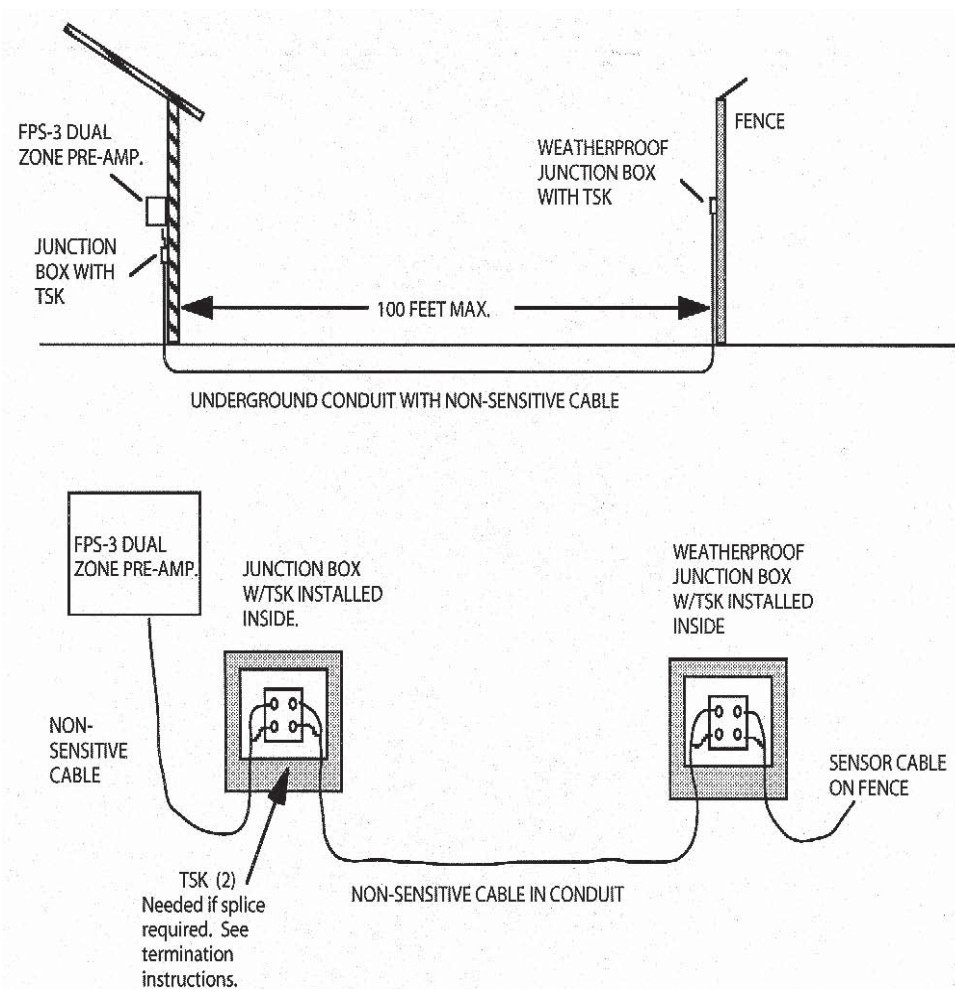 FPS-3 DUAL
ZONE PRE-AMP.
JUNCTION
BOX WITH
TSK
WEATHERPROOF
JUNCTION BOX
WITH TSK
FENCE
100 FEET MAX.
UNDERGROUND CONDUIT WITH NON-SENSITIVE CABLE
FPS-3 DUAL
ZONE PRE-AMP.
JUNCTION BOX
W/TSK INSTALLED
INSIDE.
WEATHERPROOF
JUNCTION BOX
W/TSK INSTALLED
INSIDE
NON-
SENSITIVE
CABLE
SENSOR CABLE
ON FENCE
TSK (2)
Needed if splice
required. See
termination
instructions.
NON-SENSITIVE CABLE IN CONDUIT